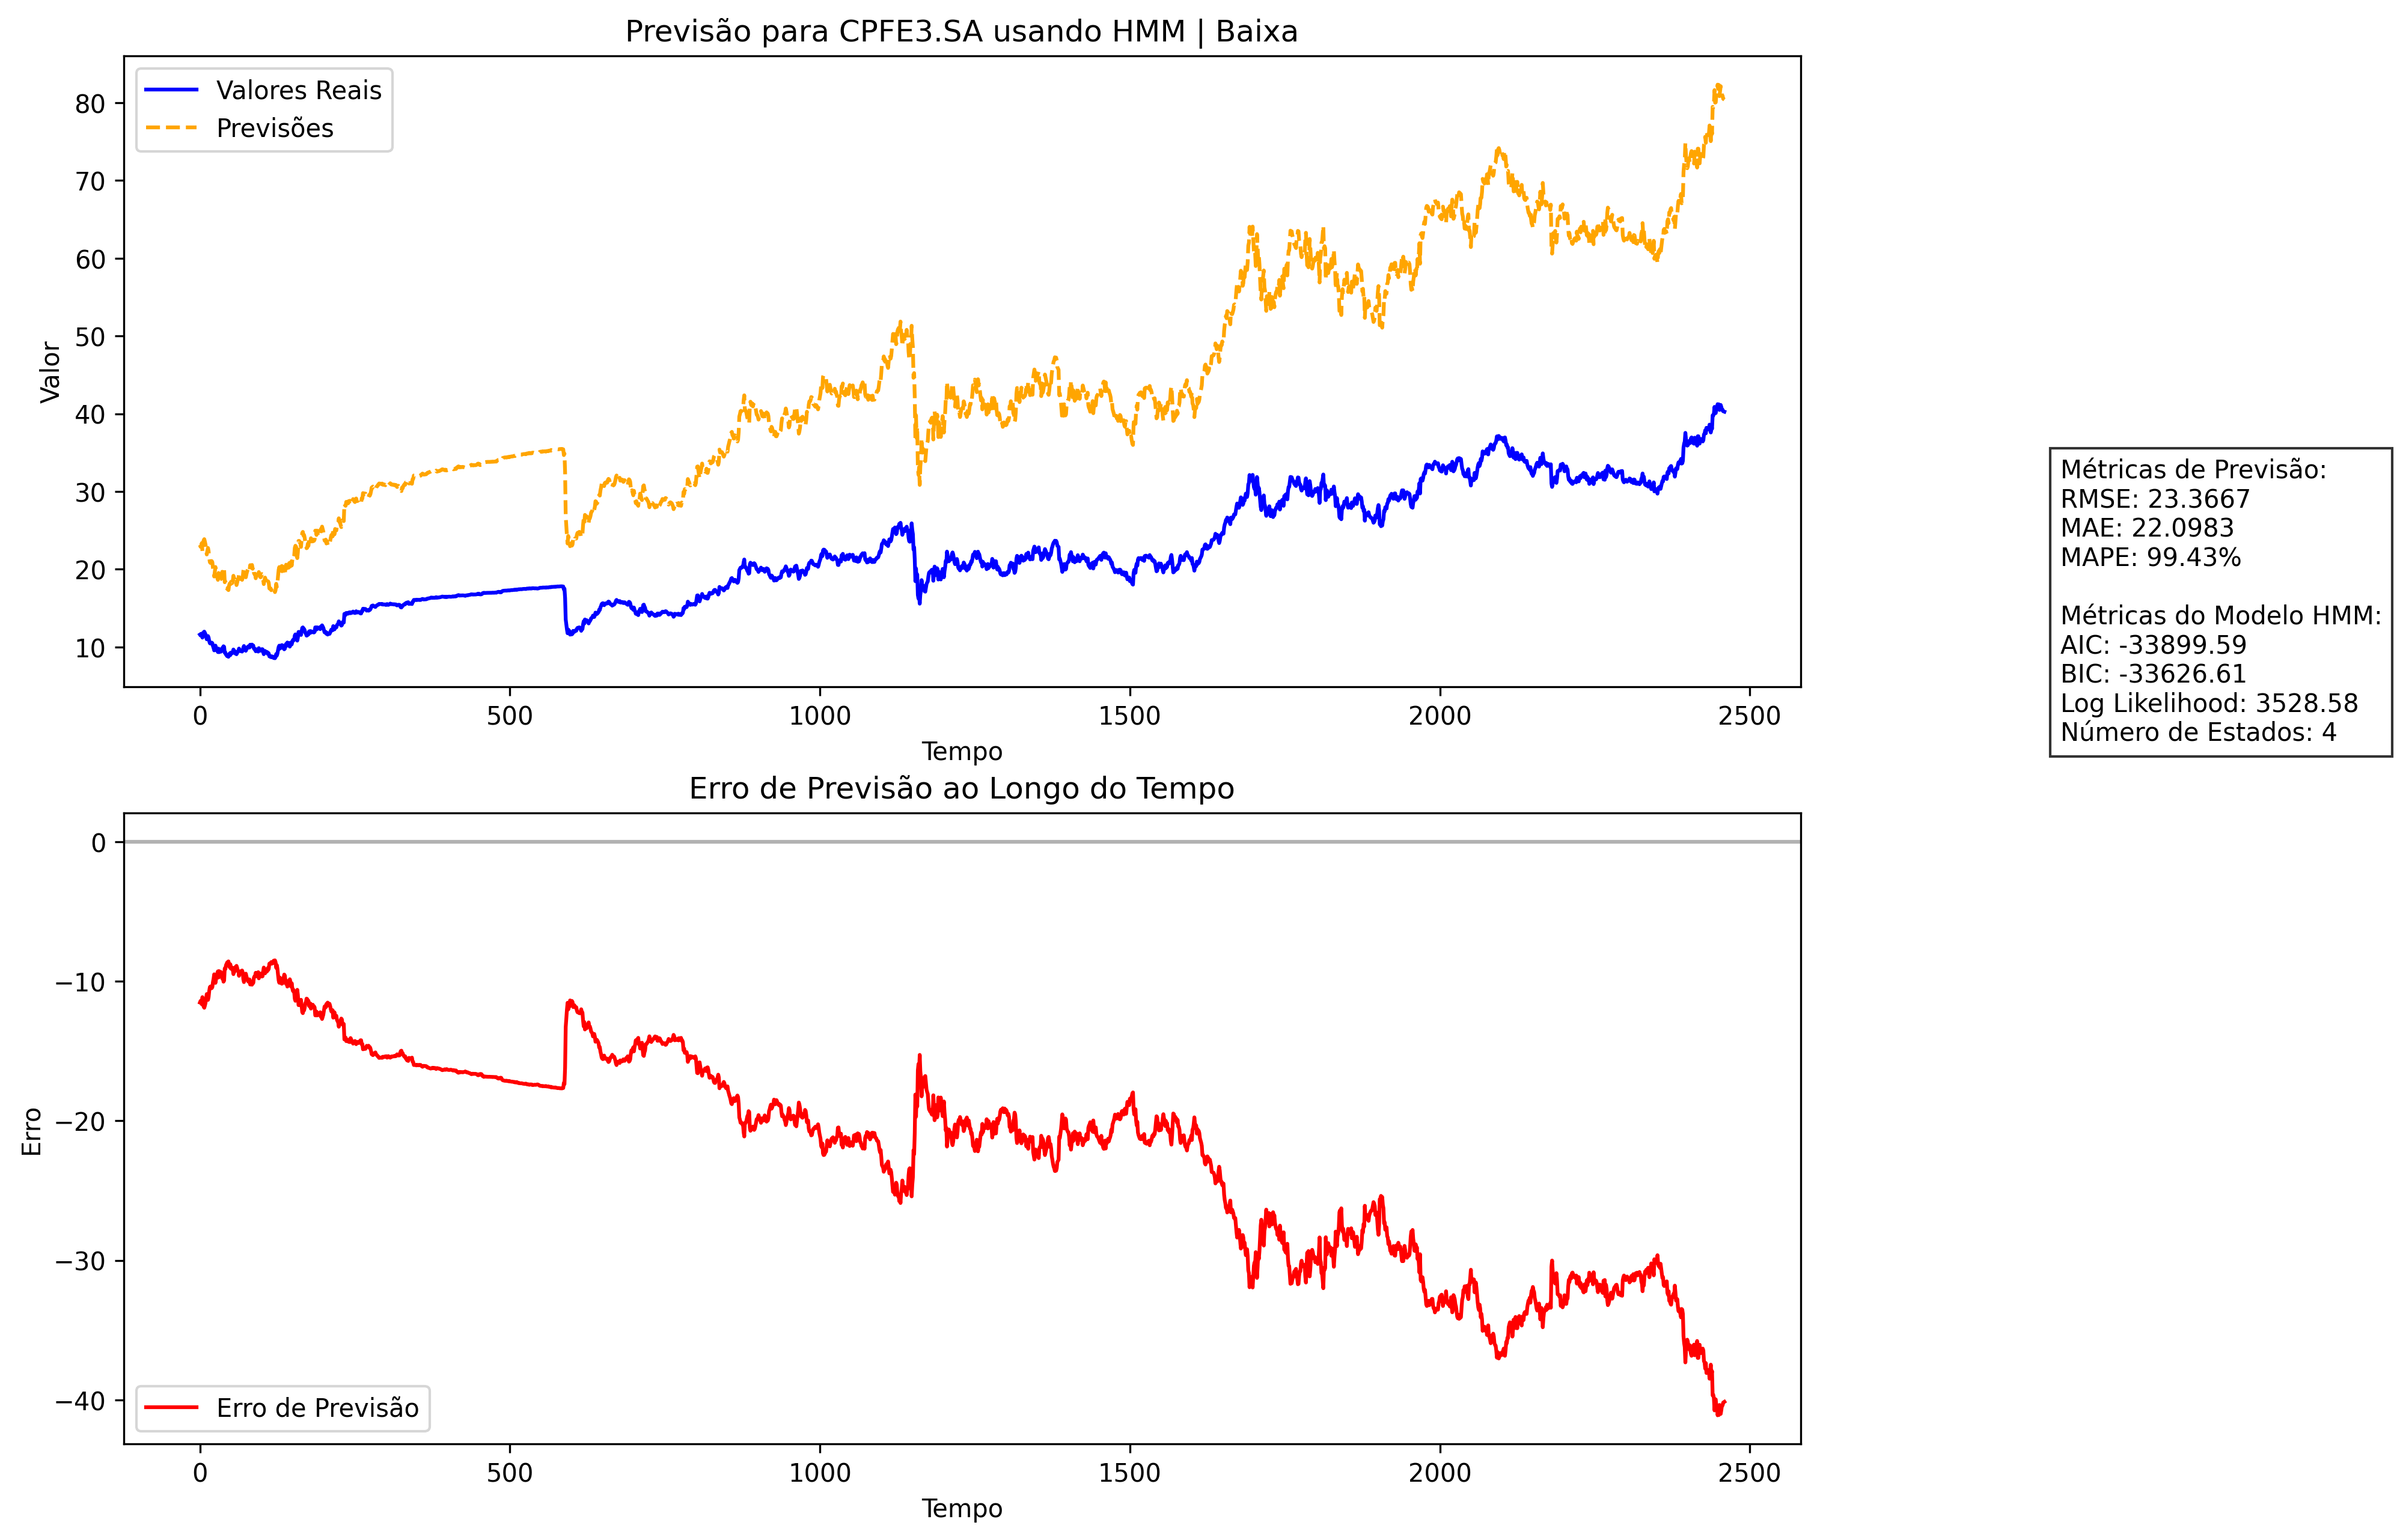 Previsão para CPFE3.SA usando HMM | Baixa
Valores Reais
Previsões
80
70
60
50
40
30
20
10
Valor
0 500 1000 1500 2000 2500
Tempo
Métricas de Previsão:
RMSE: 23.3667
MAE: 22.0983
MAPE: 99.43%
Métricas do Modelo HMM:
AIC: -33899.59
BIC: -33626.61
Log Likelihood: 3528.58
Número de Estados: 4
Erro de Previsão ao Longo do Tempo
0
−10
−20
−30
−40
Erro
Erro de Previsão
0 500 1000 1500 2000 2500
Tempo